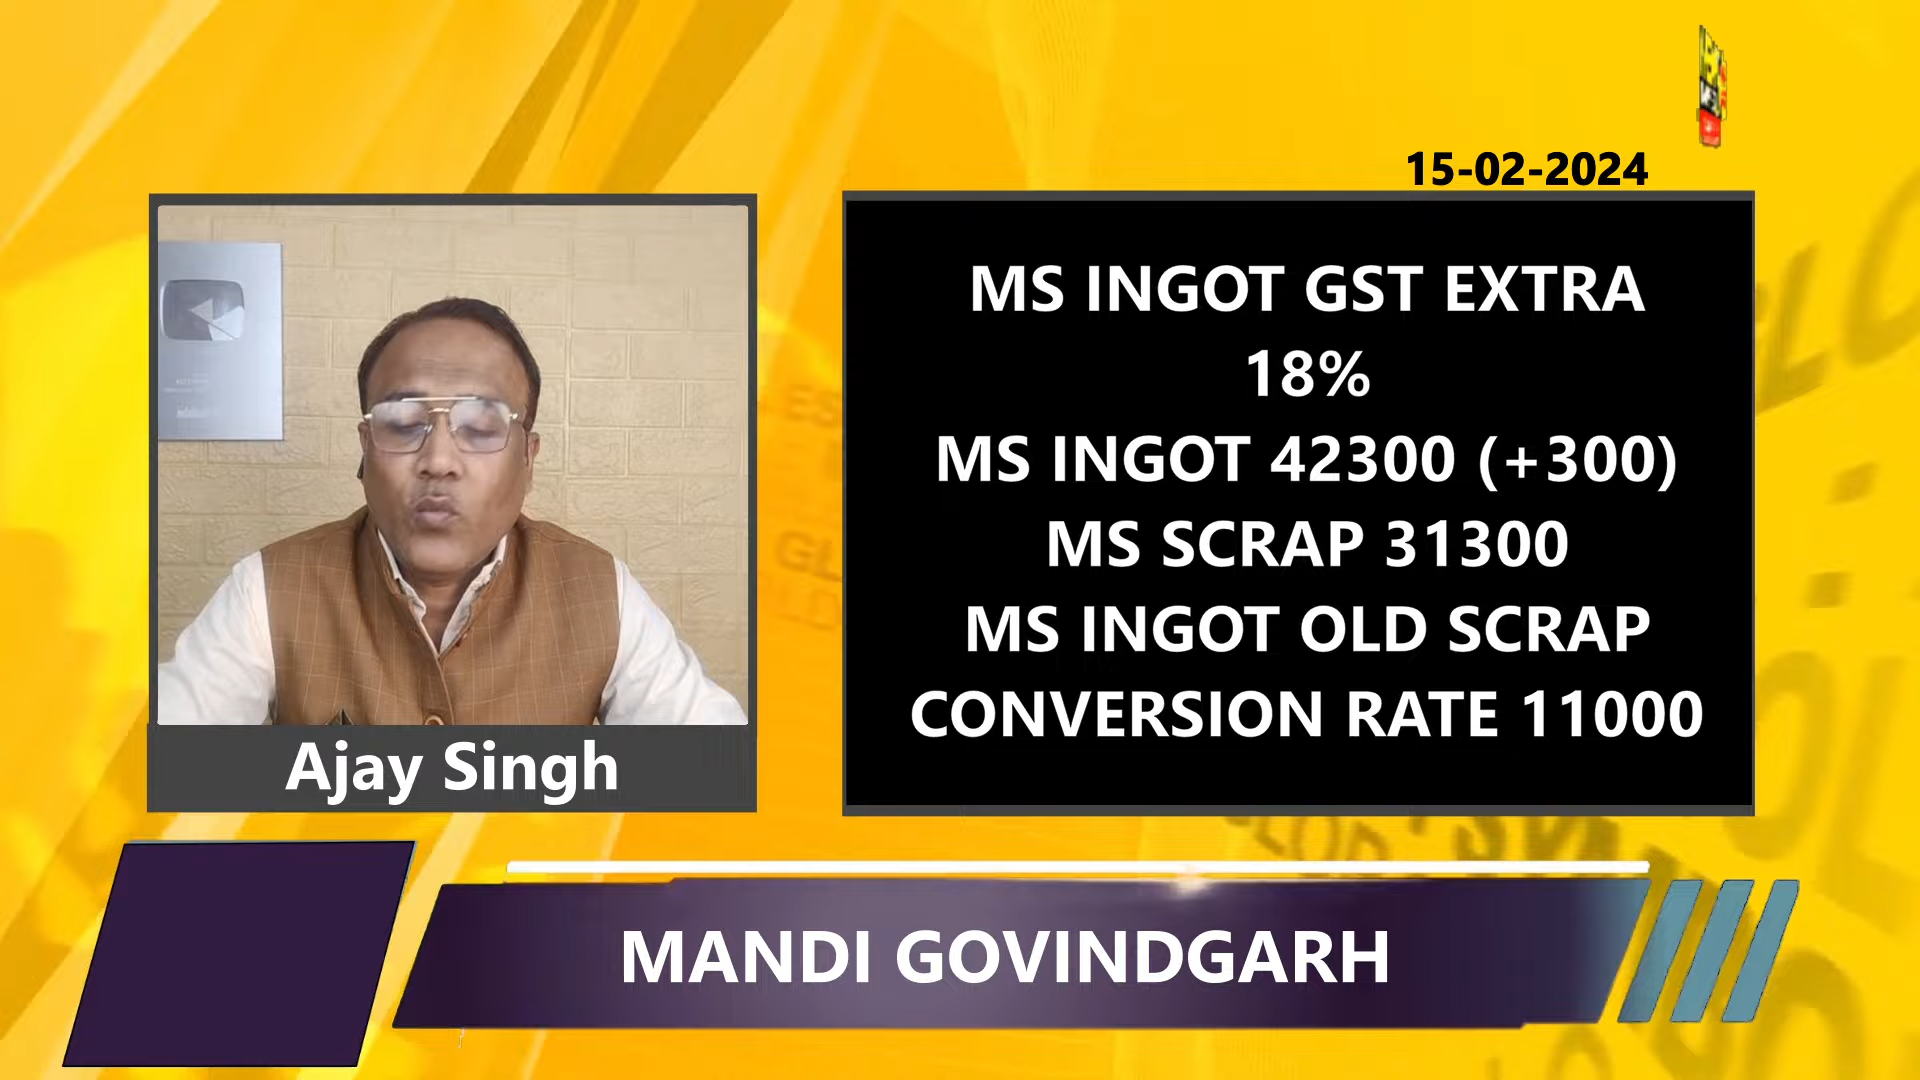 15-02-2024
MS INGOT GST EXTRA
18%
MS INGOT 42300 (+300)
MS SCRAP 31300
MS INGOT OLD SCRAP
CONVERSION RATE 11000
Ajay Singh
MANDI GOVINDGARH